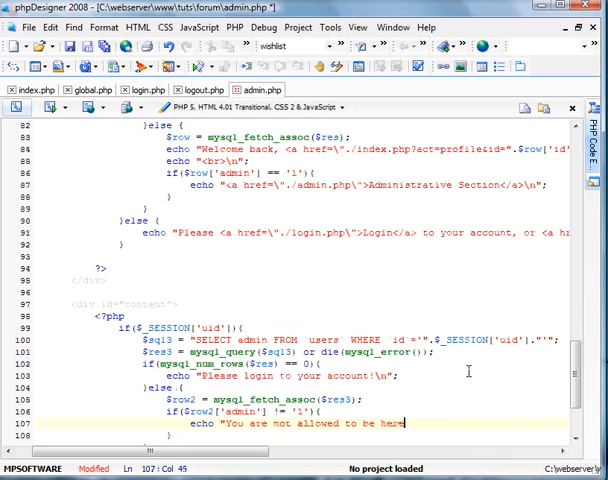 phpDesigner 2008 - [C:\webserver\www\tuts\forum\admin.php *]
File Edit Find Format HTML CSS JavaScript PHP Debug Project Tools View Window Help
wishlist
index.php global.php login.php logout.php admin.php
PHP 5, HTML 4.01 Transitional, CSS 2 & JavaScript
82 }else {
83 $row = mysql_fetch_assoc($res);
84 echo "Welcome back, <a href=\"./index.php?act=profile&id=".$row['id'
85 echo "<br>\n";
86 if($row['admin'] == '1'){
87 echo "<a href=\"./admin.php\">Administrative Section</a>\n";
88 }
89 }
90 }else {
91 echo "Please <a href=\"./login.php\">Login</a> to your account, or <a hr
92 }
93
94 ?>
95 </div>
96
97 <div id="content">
98 <?php
99 if($_SESSION['uid']){
100 $sql3 = "SELECT admin FROM `users` WHERE `id`='".$_SESSION['uid']."'";
101 $res3 = mysql_query($sql3) or die(mysql_error());
102 if(mysql_num_rows($res) == 0){
103 echo "Please login to your account!\n";
104 }else {
105 $row2 = mysql_fetch_assoc($res3);
106 if($row2['admin'] != '1'){
107 echo "You are not allowed to be here
108 }
PHP Code E
MPSOFTWARE Modified Ln 107 : Col 45 No project loaded C:\webserver\w